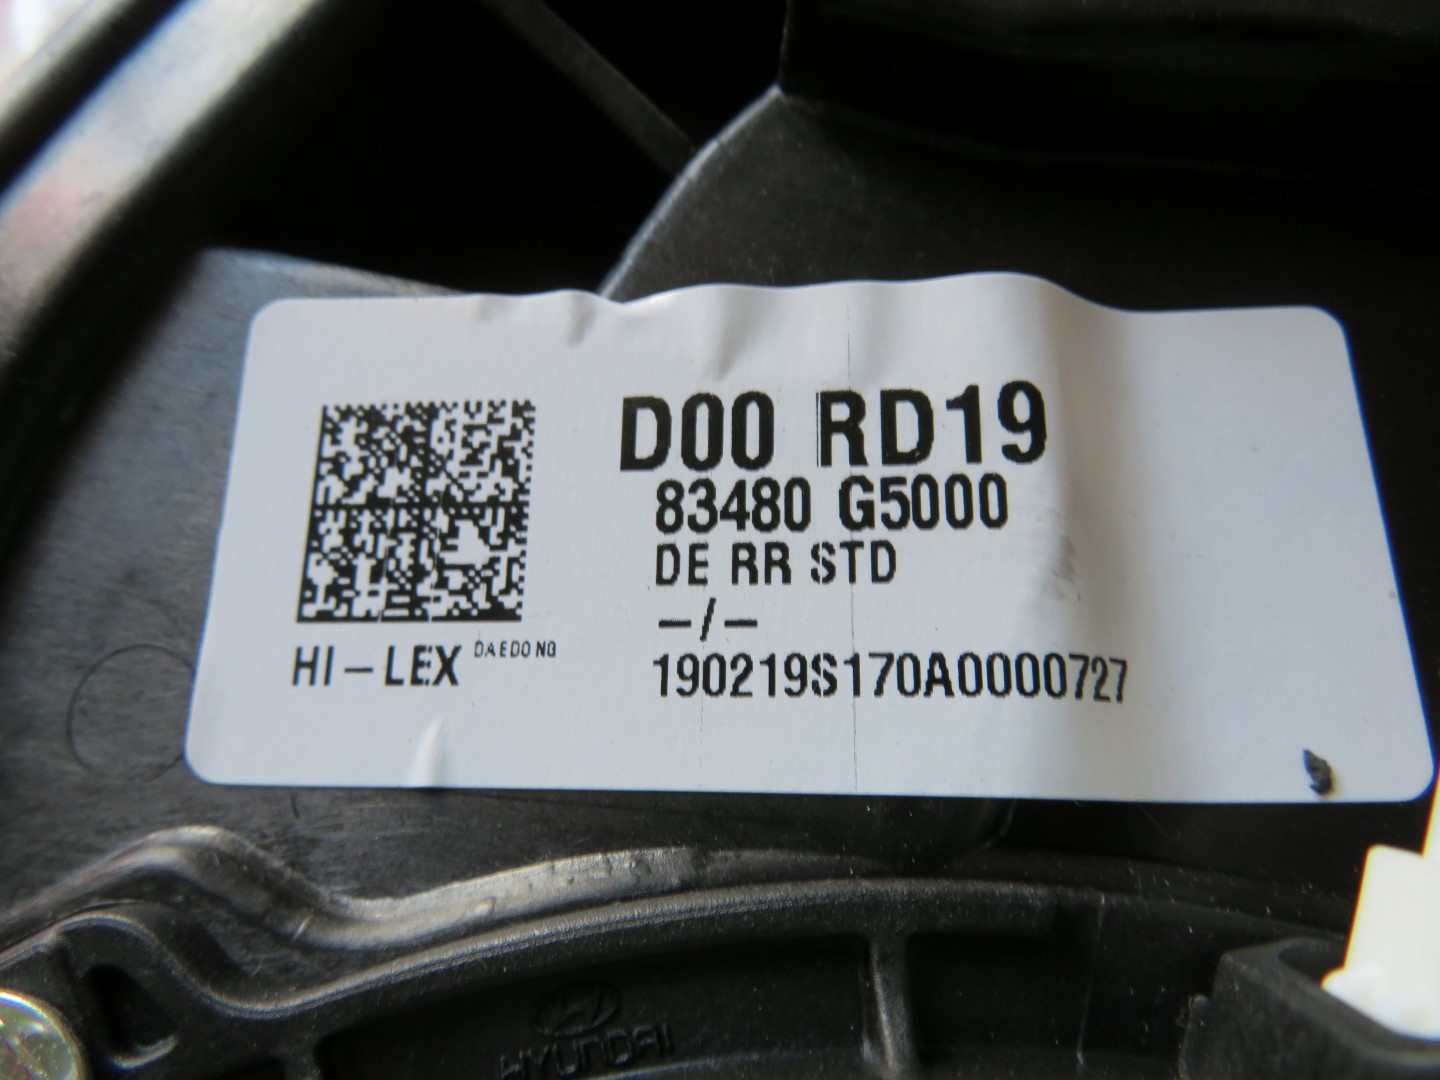 D00 RD19
83480 G5000
DE RR STD
-/-
190219S170A0000727
HI-LEX DAEDONG
HYUNDAI